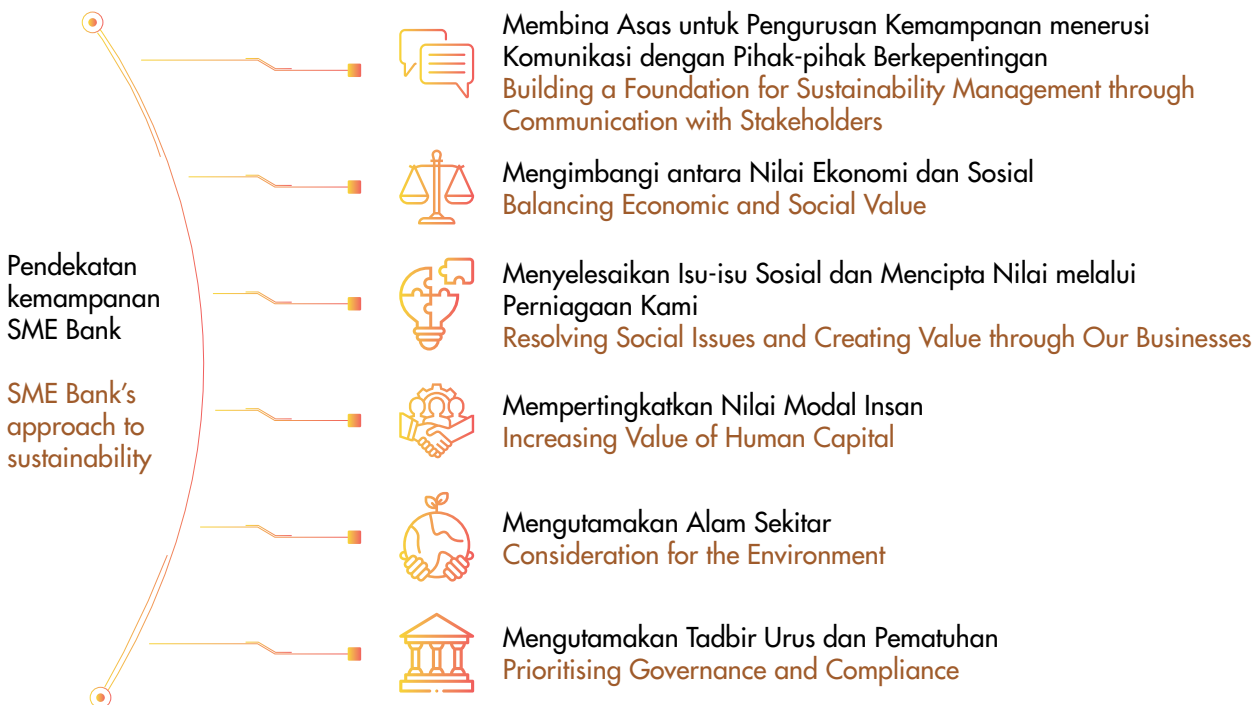 Pendekatan
kemampanan
SME Bank
SME Bank’s
approach to
sustainability
Membina Asas untuk Pengurusan Kemampanan menerusi
Komunikasi dengan Pihak-pihak Berkepentingan
Building a Foundation for Sustainability Management through
Communication with Stakeholders
Mengimbangi antara Nilai Ekonomi dan Sosial
Balancing Economic and Social Value
Menyelesaikan Isu-isu Sosial dan Mencipta Nilai melalui
Perniagaan Kami
Resolving Social Issues and Creating Value through Our Businesses
Mempertingkatkan Nilai Modal Insan
Increasing Value of Human Capital
Mengutamakan Alam Sekitar
Consideration for the Environment
Mengutamakan Tadbir Urus dan Pematuhan
Prioritising Governance and Compliance